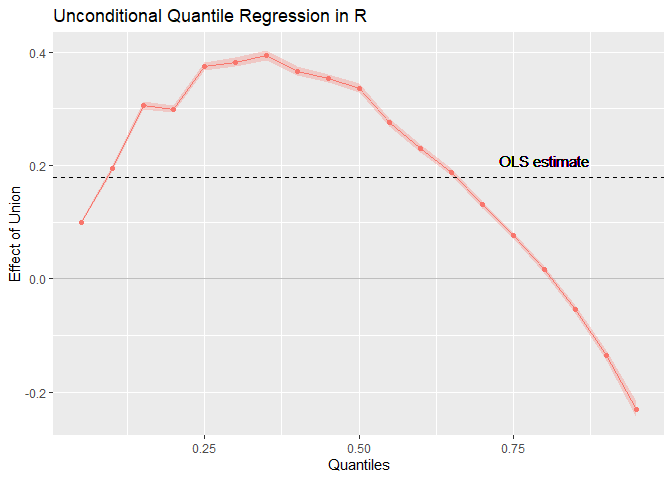 Unconditional Quantile Regression in R
0.4
0.2
0.0
-0.2
Effect of Union
OLS estimate
0.25
0.50
0.75
Quantiles